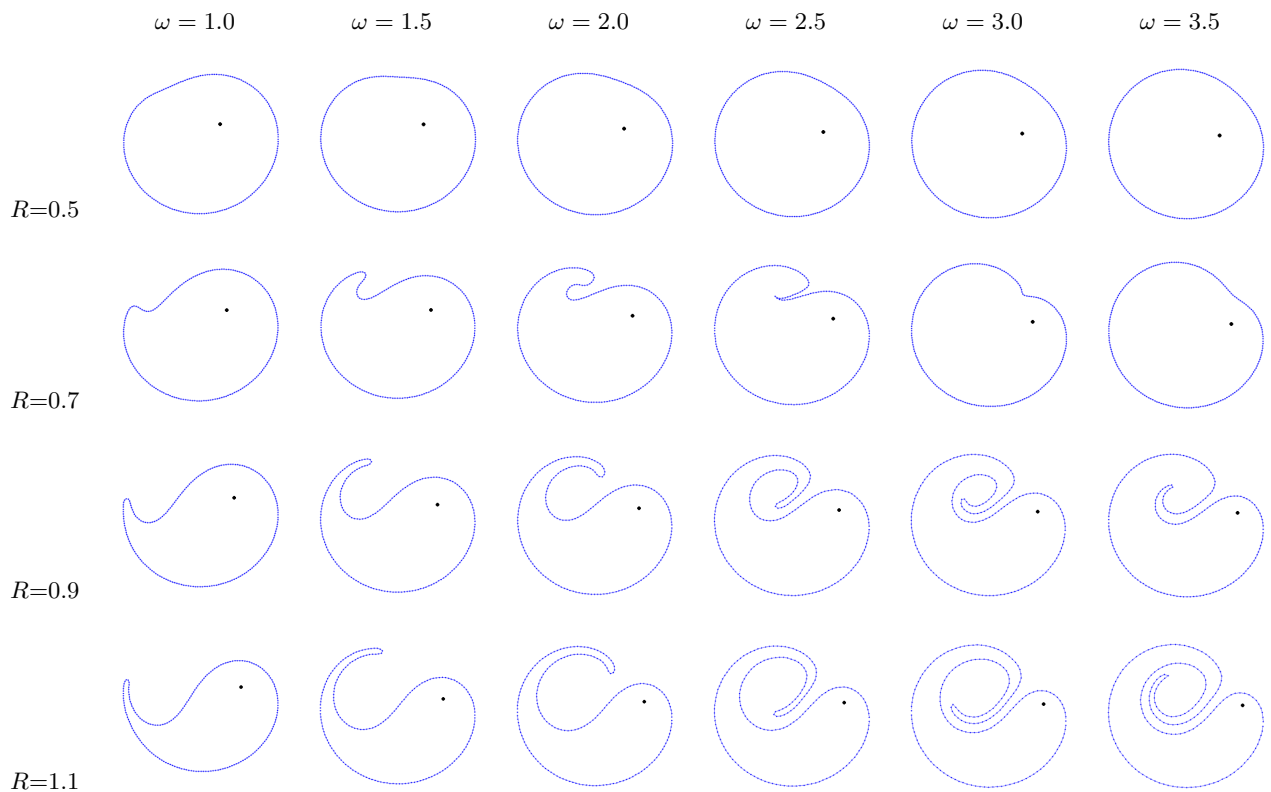 ω = 1.0 ω = 1.5 ω = 2.0 ω = 2.5 ω = 3.0 ω = 3.5
R=0.5
R=0.7
R=0.9
R=1.1